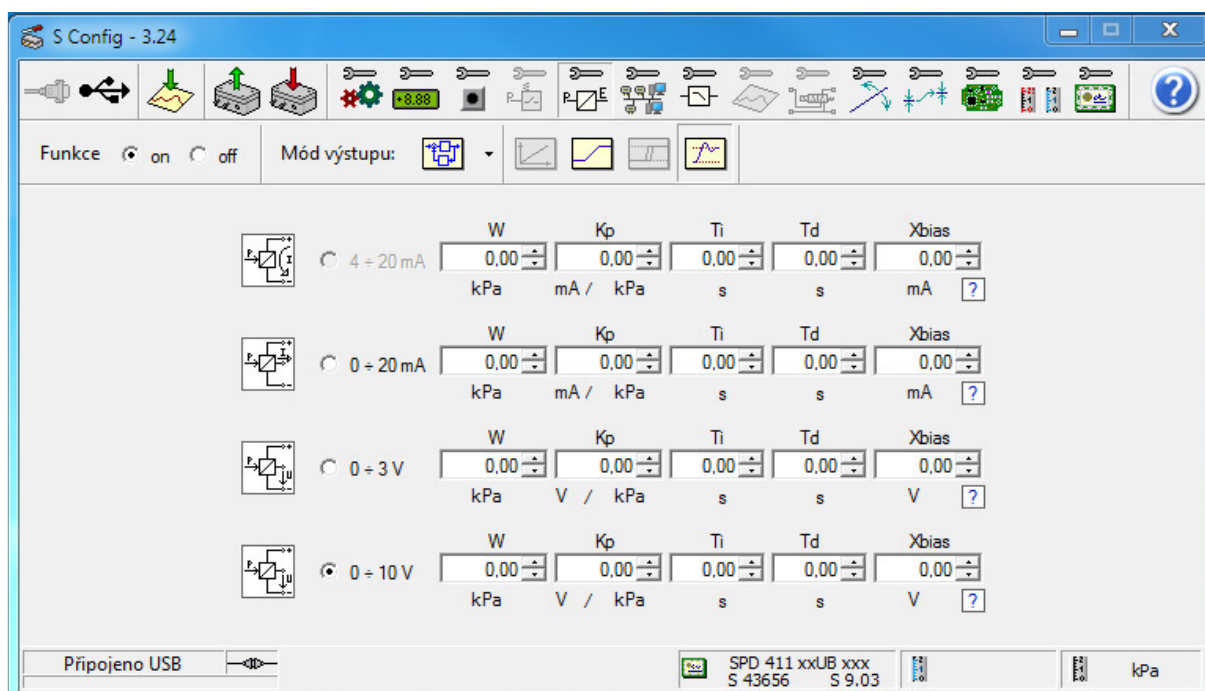 S Config - 3.24
+8.88
Funkce on off Mód výstupu:
W Kp Ti Td Xbias
4 ÷ 20 mA 0,00 0,00 0,00 0,00 0,00
kPa mA / kPa s s mA ?
W Kp Ti Td Xbias
0 ÷ 20 mA 0,00 0,00 0,00 0,00 0,00
kPa mA / kPa s s mA ?
W Kp Ti Td Xbias
0 ÷ 3 V 0,00 0,00 0,00 0,00 0,00
kPa V / kPa s s V ?
W Kp Ti Td Xbias
0 ÷ 10 V 0,00 0,00 0,00 0,00 0,00
kPa V / kPa s s V ?
Připojeno USB SPD 411 xxUB xxx kPa
S 43656 S 9.03